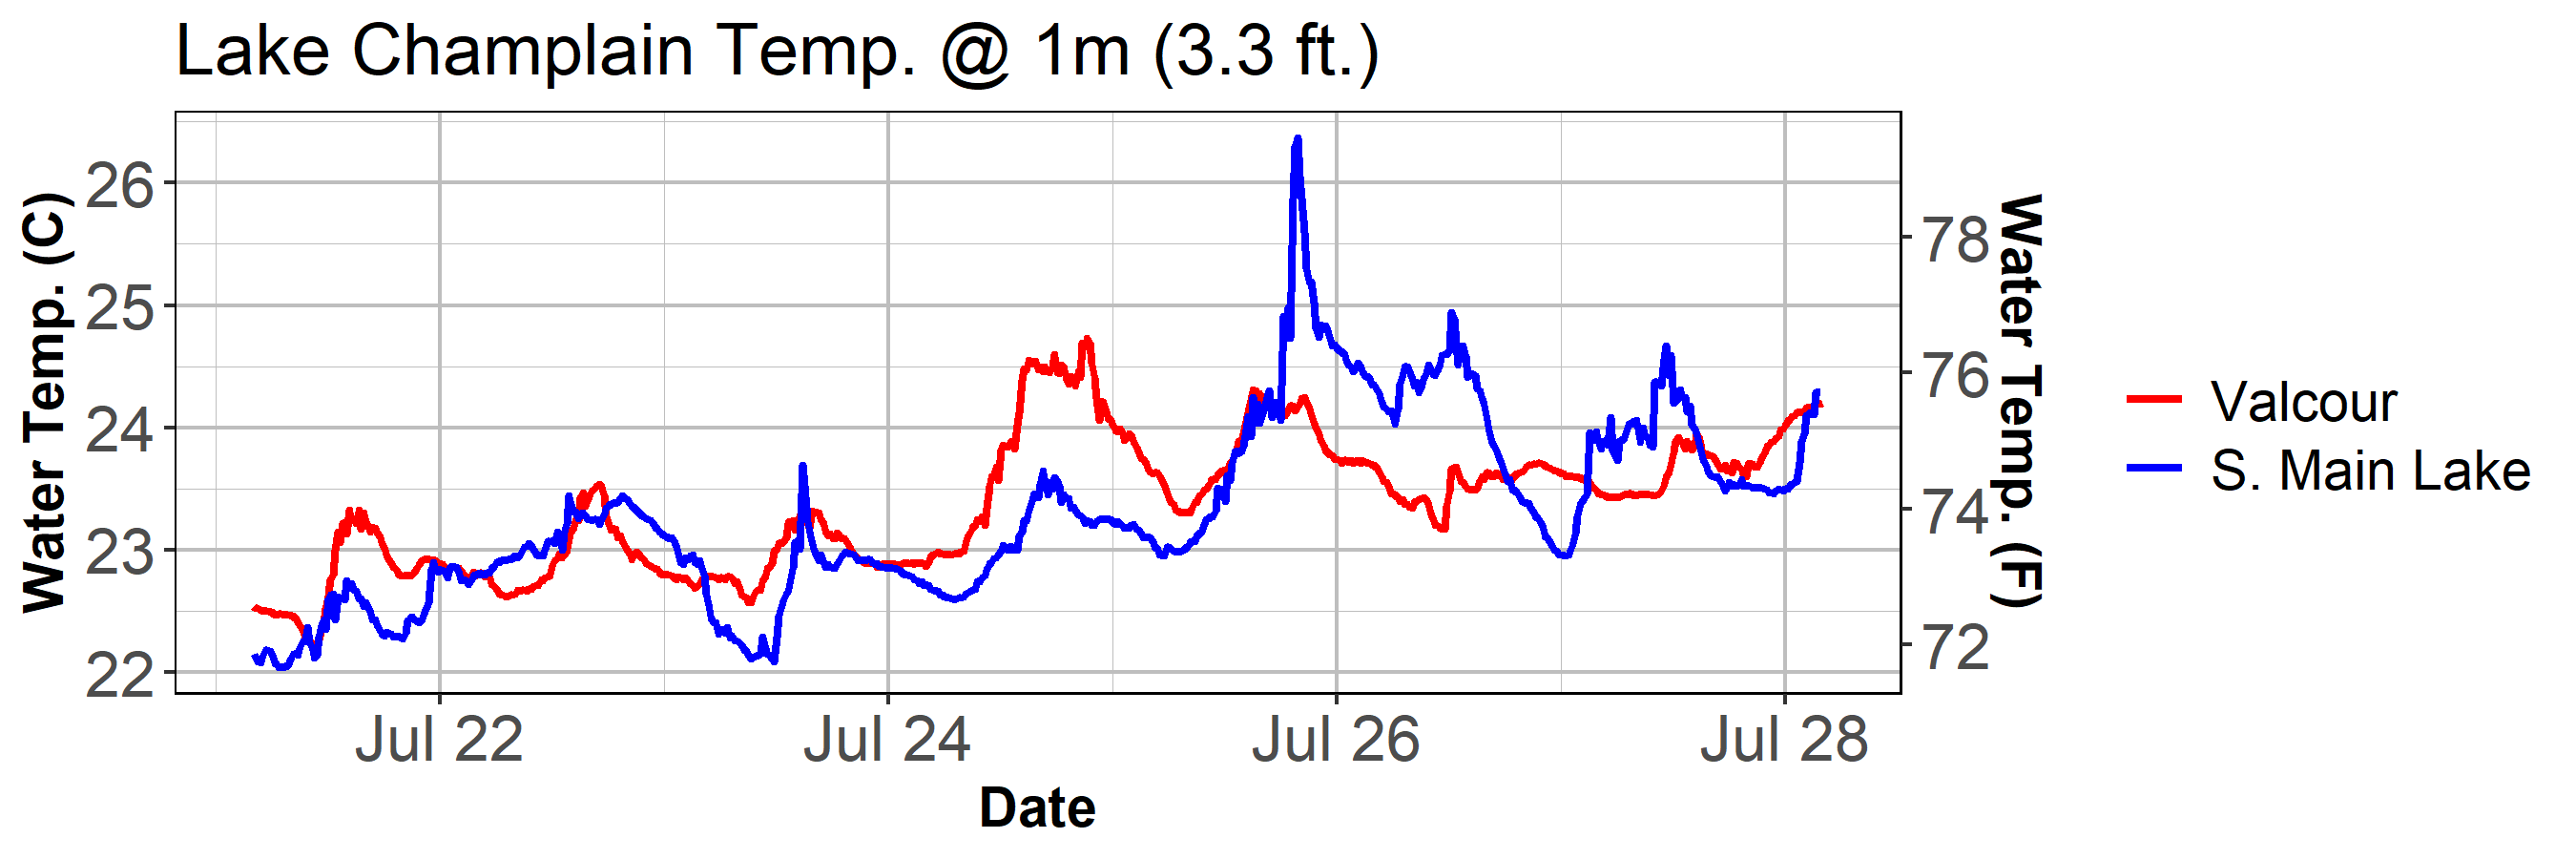 Lake Champlain Temp. @ 1m (3.3 ft.)
Water Temp. (C)
26
25
24
23
22
78
76
74
72
Water Temp. (F)
Jul 22
Jul 24
Jul 26
Jul 28
Date
Valcour
S. Main Lake